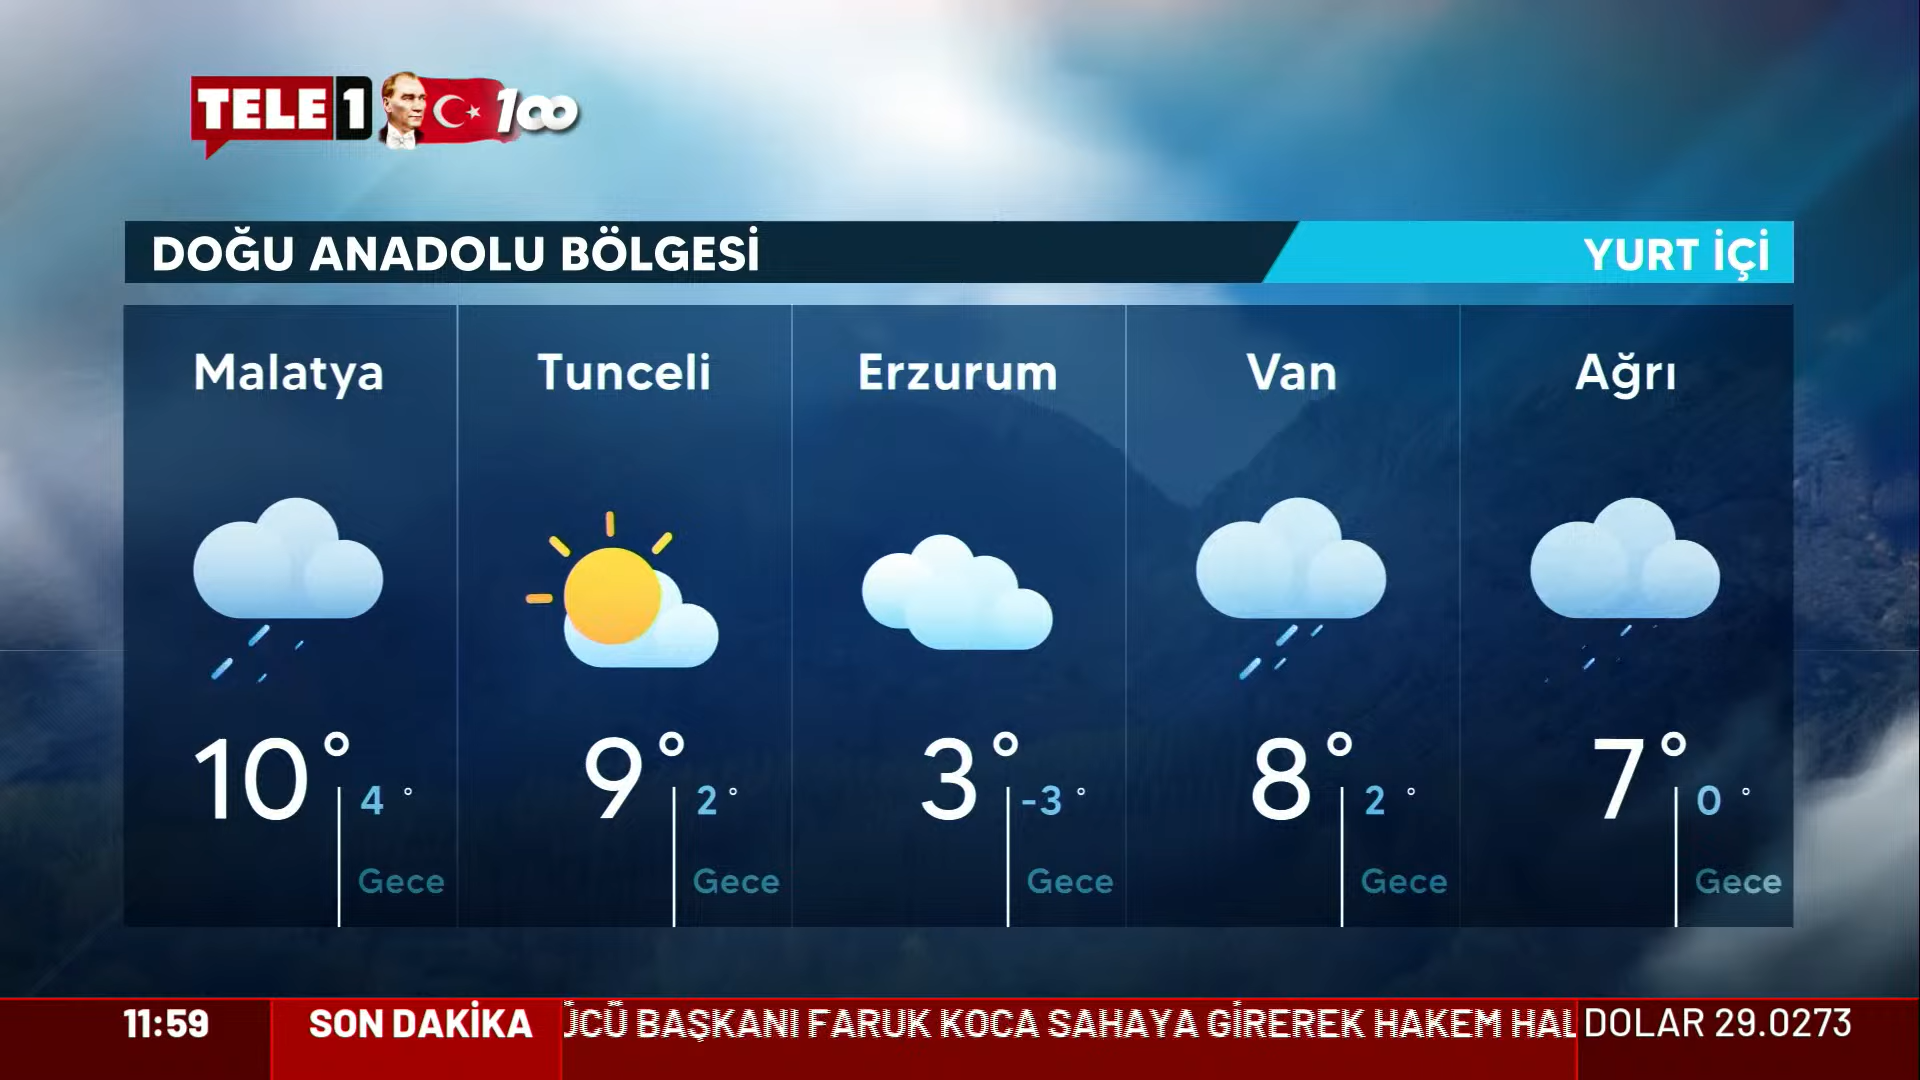 TELE1 100
DOĞU ANADOLU BÖLGESİ
YURT İÇİ
Malatya
10°
4 °
Gece
Tunceli
9°
2 °
Gece
Erzurum
3°
-3 °
Gece
Van
8°
2 °
Gece
Ağrı
7°
0 °
Gece
11:59
SON DAKİKA
BAŞKANI FARUK KOCA SAHAYA GİREREK HAKEM HAL
DOLAR 29.0273